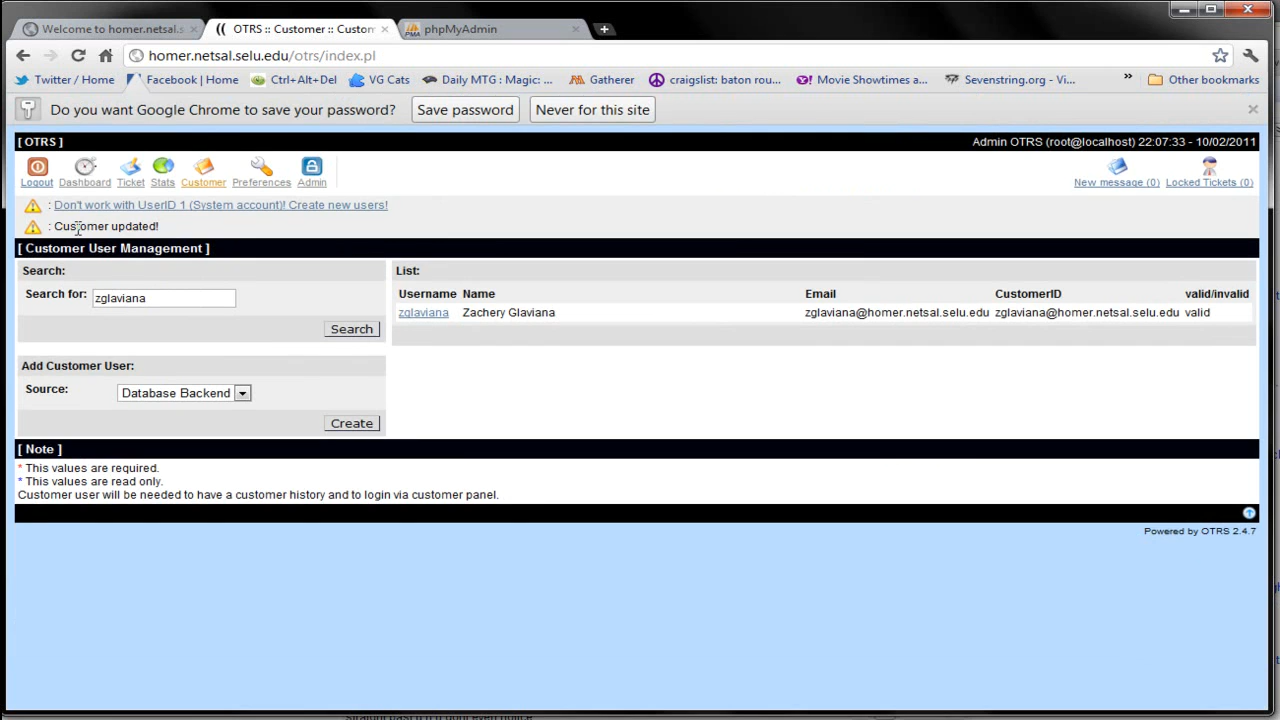 Welcome to homer.netsal.s
OTRS :: Customer :: Custom
phpMyAdmin
homer.netsal.selu.edu/otrs/index.pl
Twitter / Home
Facebook | Home
Ctrl+Alt+Del
VG Cats
Daily MTG : Magic: ...
Gatherer
craigslist: baton rou...
Movie Showtimes a...
Sevenstring.org - Vi...
»
Other bookmarks
Do you want Google Chrome to save your password?
Save password
Never for this site
[ OTRS ]
Admin OTRS (root@localhost) 22:07:33 - 10/02/2011
Logout
Dashboard
Ticket
Stats
Customer
Preferences
Admin
New message (0)
Locked Tickets (0)
: Don't work with UserID 1 (System account)! Create new users!
: Customer updated!
[ Customer User Management ]
Search:
Search for: zglaviana
Search
Add Customer User:
Source: Database Backend
Create
List:
Username Name Email CustomerID valid/invalid
zglaviana Zachery Glaviana zglaviana@homer.netsal.selu.edu zglaviana@homer.netsal.selu.edu valid
[ Note ]
* This values are required.
* This values are read only.
Customer user will be needed to have a customer history and to login via customer panel.
Powered by OTRS 2.4.7